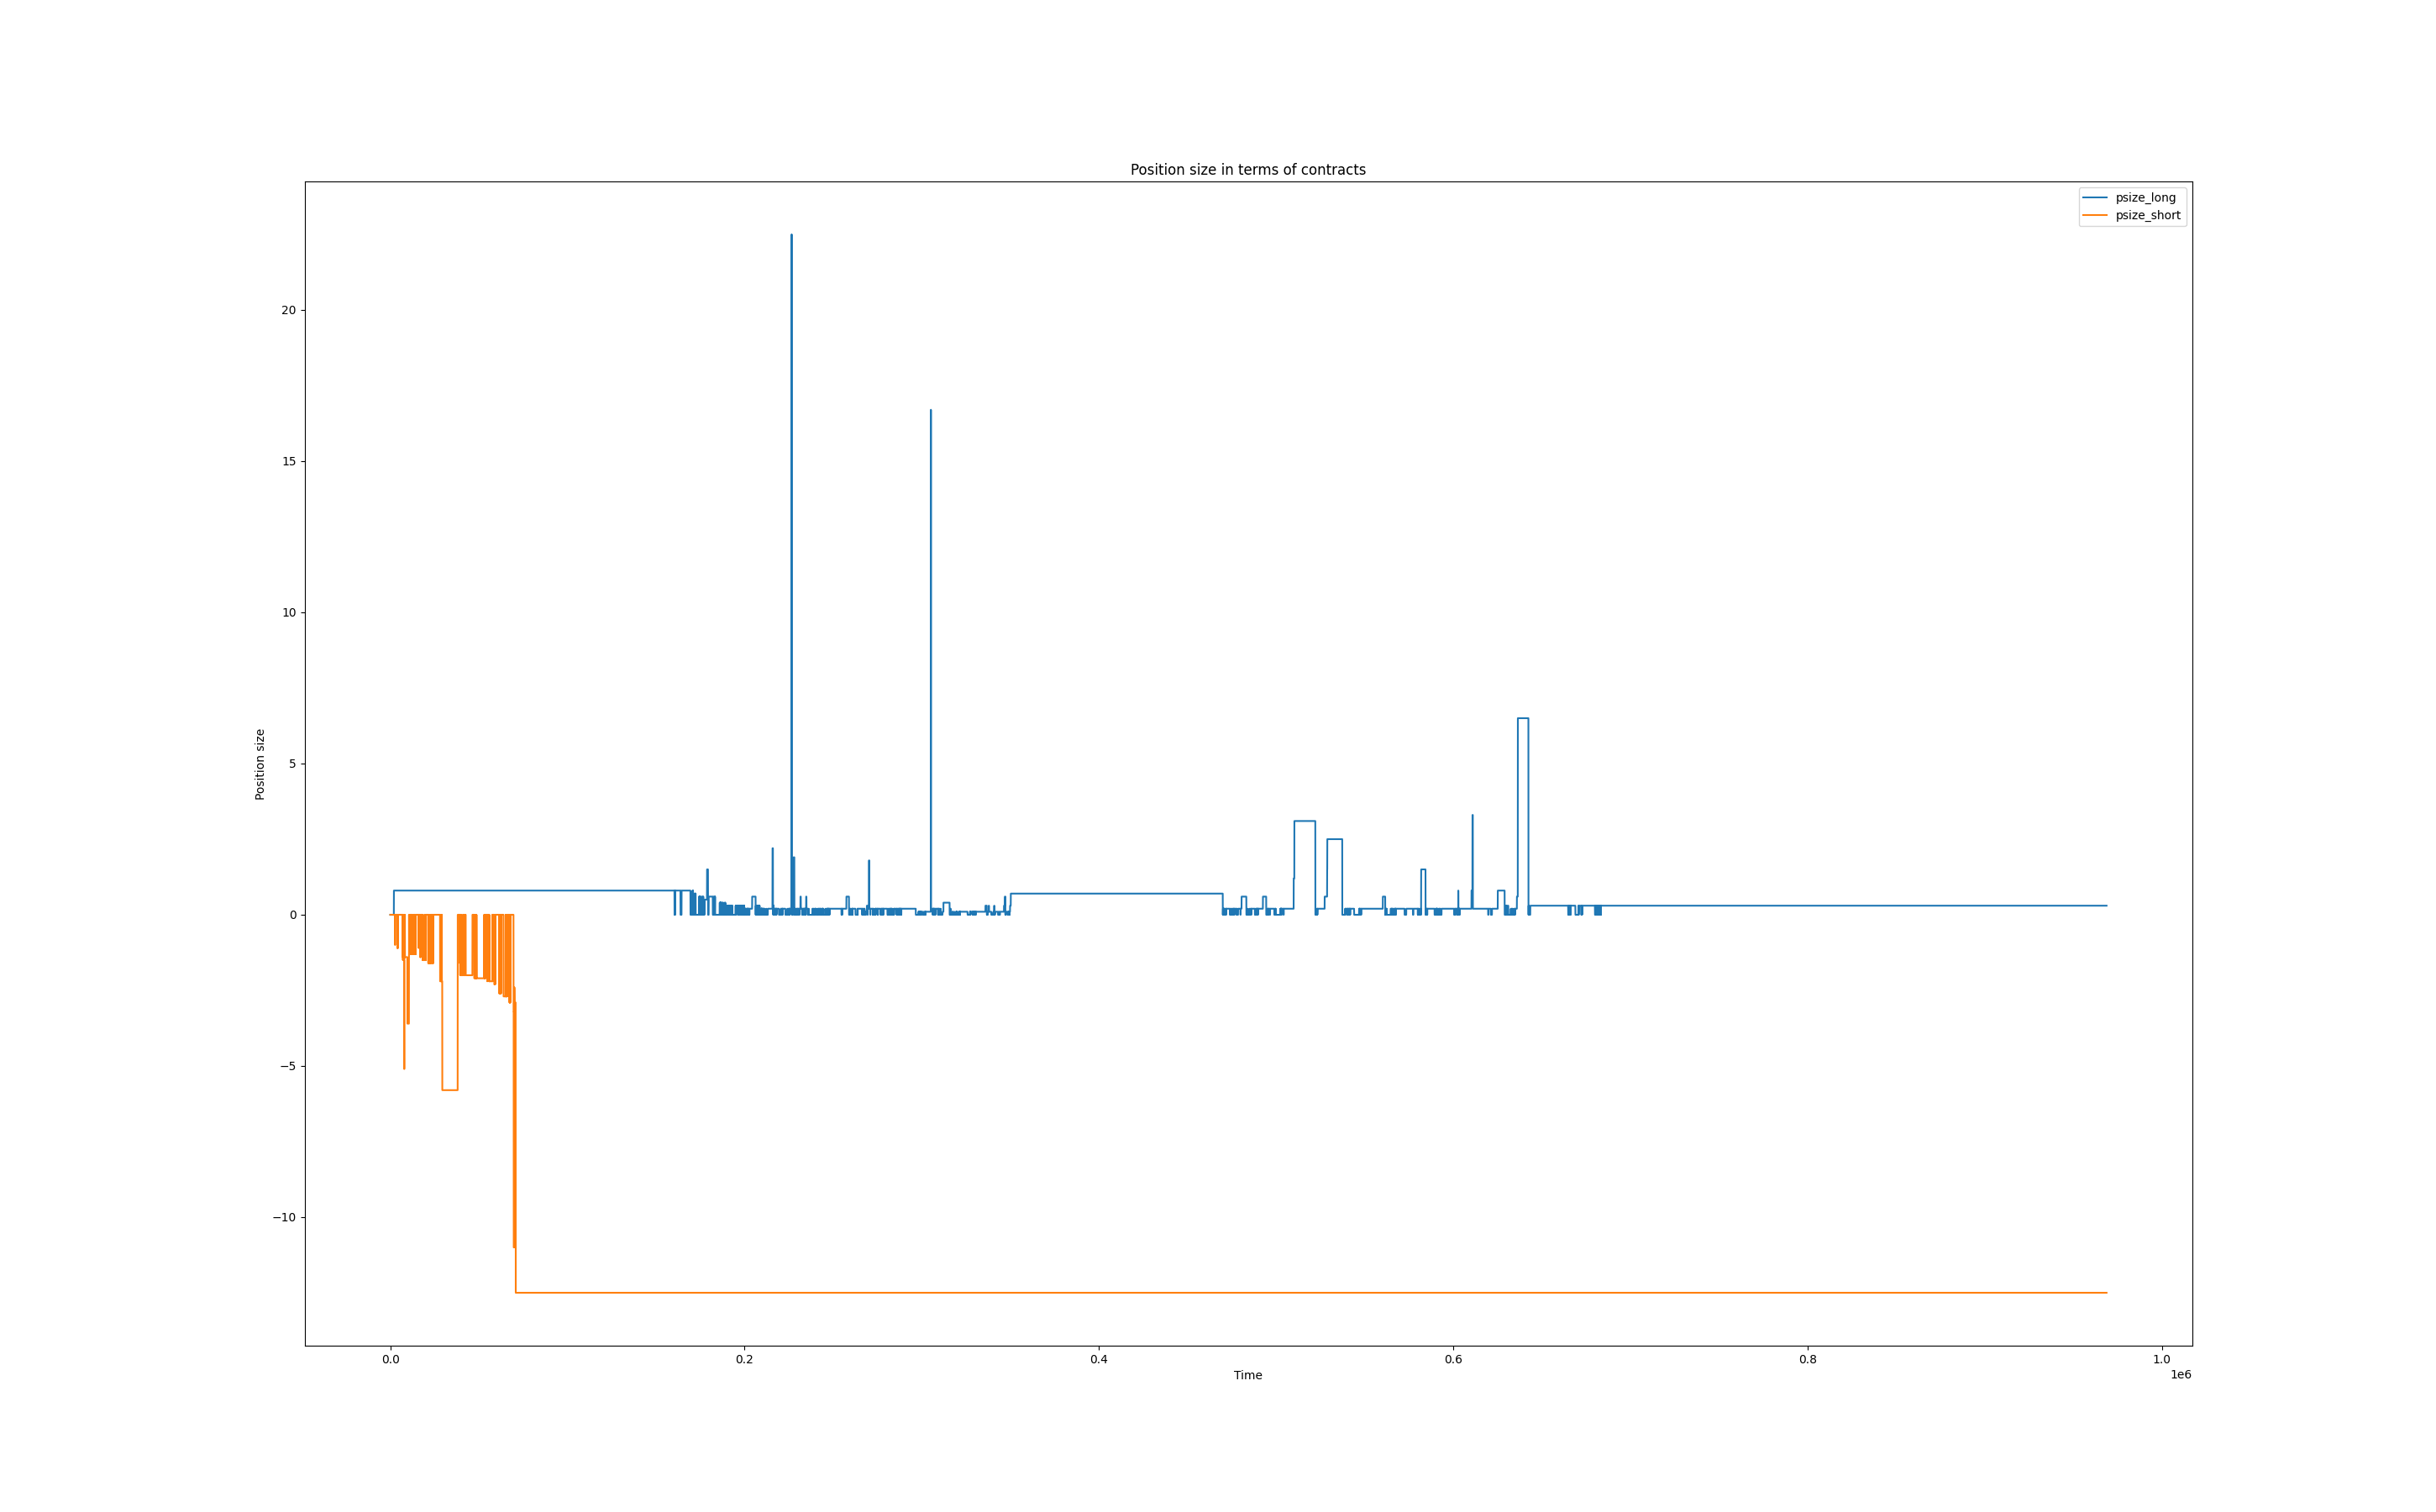 Position size in terms of contracts
psize_long
psize_short
Position size
20
15
10
5
0
−5
−10
0.0
0.2
0.4
0.6
0.8
1.0
1e6
Time